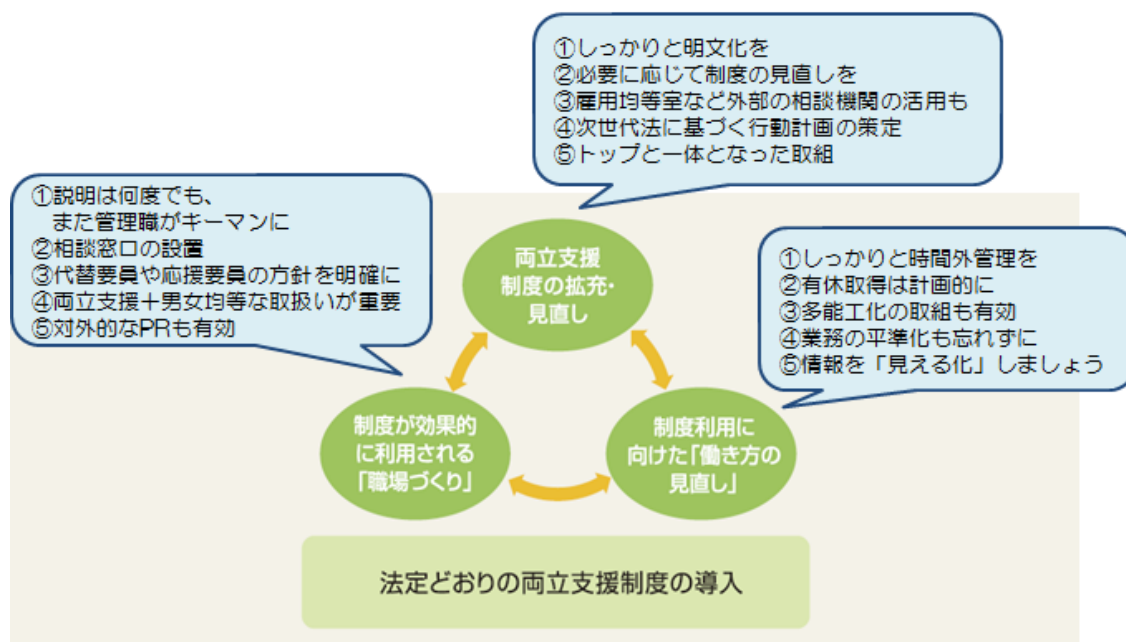 ①しっかりと明文化を
②必要に応じて制度の見直しを
③雇用均等室など外部の相談機関の活用も
④次世代法に基づく行動計画の策定
⑤トップと一体となった取組
①説明は何度でも、
また管理職がキーマンに
②相談窓口の設置
③代替要員や応援要員の方針を明確に
④両立支援＋男女均等な取扱いが重要
⑤対外的なPRも有効
両立支援
制度の拡充・
見直し
①しっかりと時間外管理を
②有休取得は計画的に
③多能工化の取組も有効
④業務の平準化も忘れずに
⑤情報を「見える化」しましょう
制度が効果的
に利用される
「職場づくり」
制度利用に
向けた「働き方の
見直し」
法定どおりの両立支援制度の導入